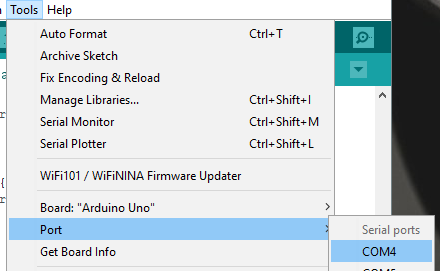 Tools Help
Auto Format Ctrl+T
Archive Sketch
Fix Encoding & Reload
Manage Libraries... Ctrl+Shift+I
Serial Monitor Ctrl+Shift+M
Serial Plotter Ctrl+Shift+L
WiFi101 / WiFiNINA Firmware Updater
Board: "Arduino Uno"
Port
Serial ports
Get Board Info
COM4